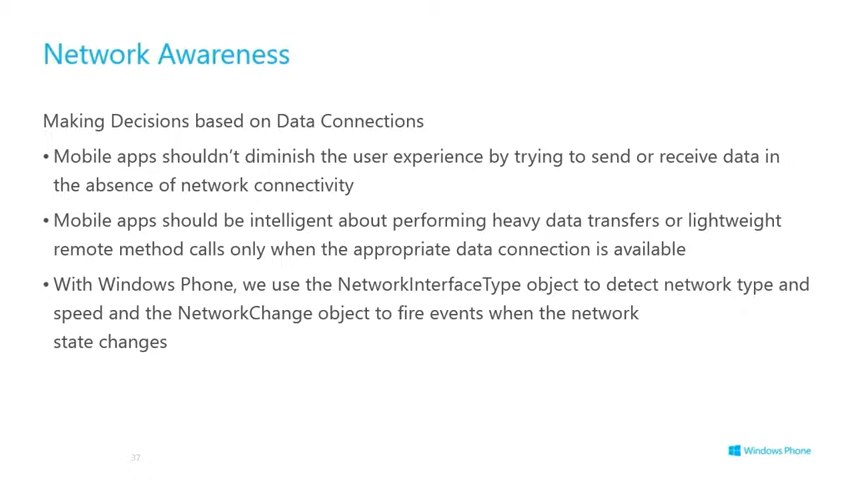 Network Awareness
Making Decisions based on Data Connections
• Mobile apps shouldn't diminish the user experience by trying to send or receive data in
the absence of network connectivity
• Mobile apps should be intelligent about performing heavy data transfers or lightweight
remote method calls only when the appropriate data connection is available
• With Windows Phone, we use the NetworkInterfaceType object to detect network type and
speed and the NetworkChange object to fire events when the network
state changes
37
Windows Phone